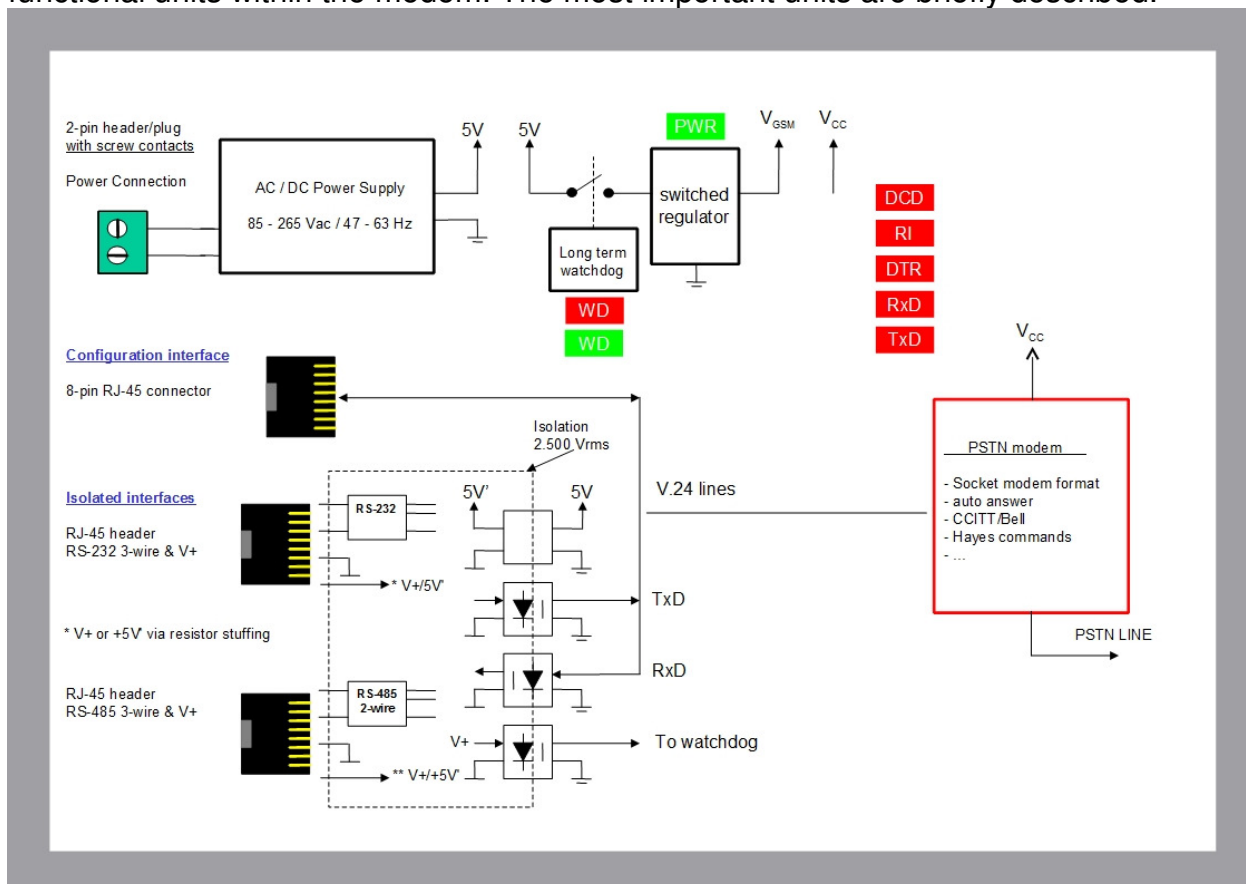 functional units within the modem. The most important units are briefly described.
2-pin header/plug
with screw contacts
Power Connection
AC / DC Power Supply
85 - 265 Vac / 47 - 63 Hz
5V
5V
Long term
watchdog
WD
WD
PWR
switched
regulator
VGSM
VCC
DCD
RI
DTR
RxD
TxD
Configuration interface
8-pin RJ-45 connector
Isolation
2.500 Vrms
Isolated interfaces
RJ-45 header
RS-232 3-wire & V+
RS-232
* V+/5V'
5V'
5V
V.24 lines
TxD
RxD
* V+ or +5V' via resistor stuffing
RJ-45 header
RS-485 3-wire & V+
RS-485
2-wire
** V+/+5V'
V+
To watchdog
VCC
PSTN modem
- Socket modem format
- auto answer
- CCITT/Bell
- Hayes commands
- ...
PSTN LINE